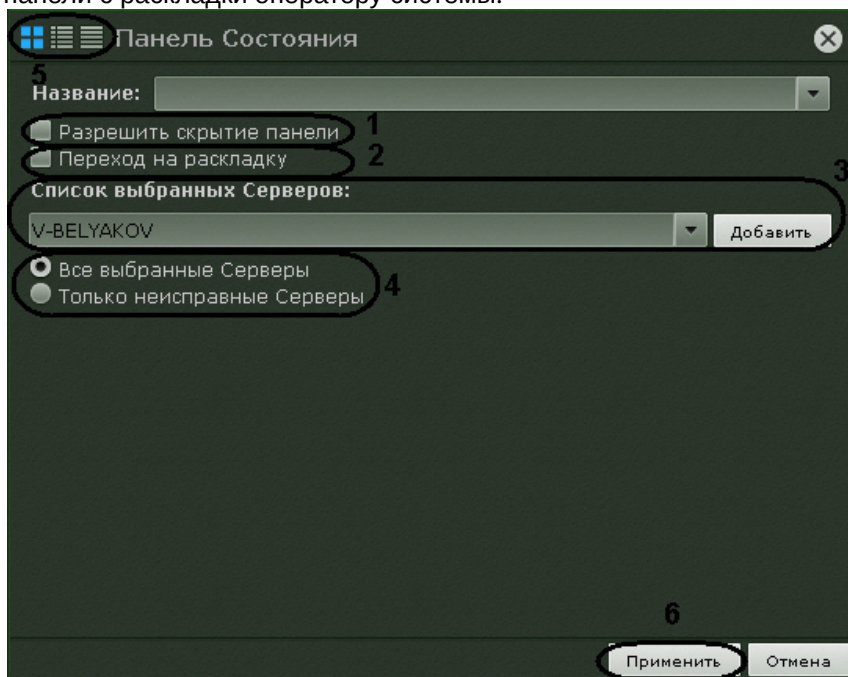 панели с раскладки оператору системы.
Панель Состояния
5
Название:
Разрешить скрытие панели 1
Переход на раскладку 2
3
Список выбранных Серверов:
V-BELYAKOV Добавить
Все выбранные Серверы
Только неисправные Серверы 4
6
Применить Отмена